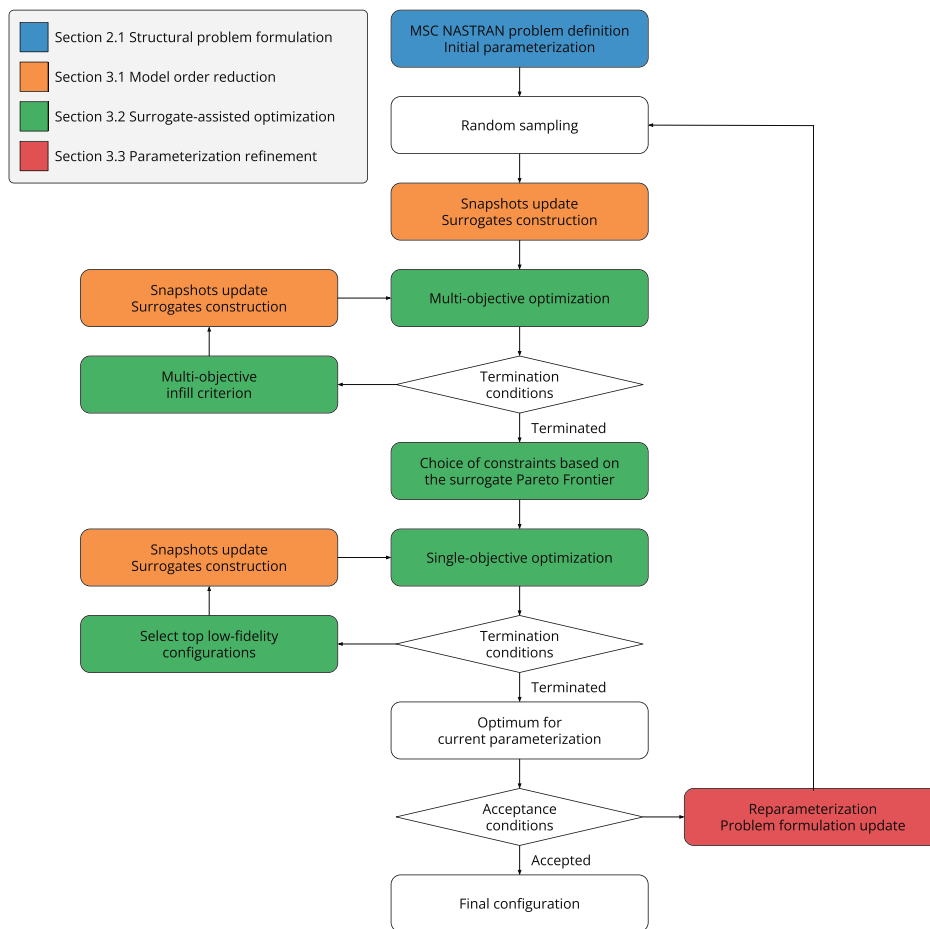 Section 2.1 Structural problem formulation
Section 3.1 Model order reduction
Section 3.2 Surrogate-assisted optimization
Section 3.3 Parameterization refinement
MSC NASTRAN problem definition
Initial parameterization
Random sampling
Snapshots update
Surrogates construction
Snapshots update
Surrogates construction
Multi-objective optimization
Multi-objective
infill criterion
Termination
conditions
Terminated
Choice of constraints based on
the surrogate Pareto Frontier
Snapshots update
Surrogates construction
Single-objective optimization
Select top low-fidelity
configurations
Termination
conditions
Terminated
Optimum for
current parameterization
Acceptance
conditions
Reparameterization
Problem formulation update
Accepted
Final configuration